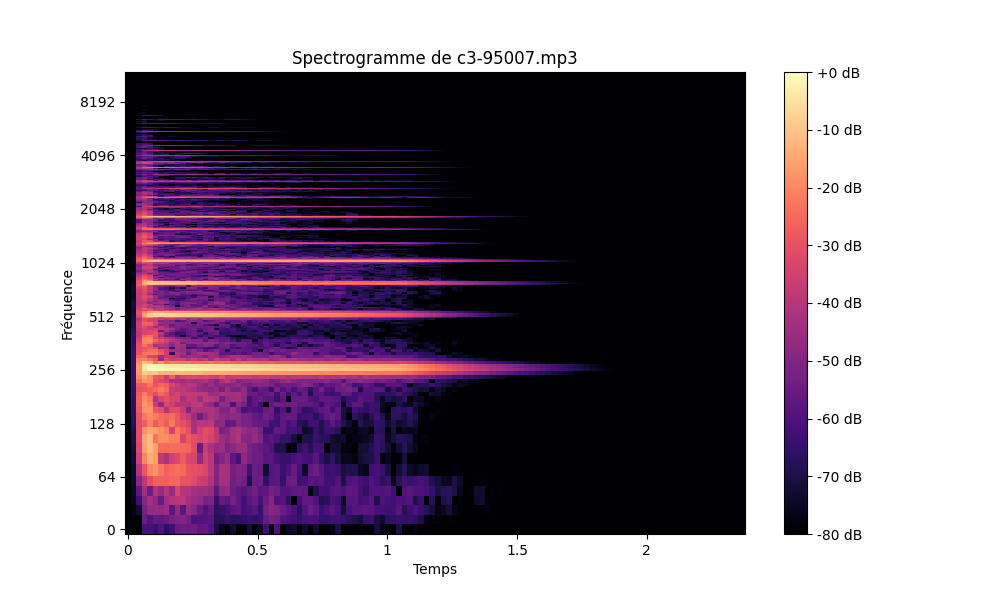 Spectrogramme de c3-95007.mp3
Fréquence
8192
4096
2048
1024
512
256
128
64
0
0
0.5
1
1.5
2
Temps
+0 dB
-10 dB
-20 dB
-30 dB
-40 dB
-50 dB
-60 dB
-70 dB
-80 dB